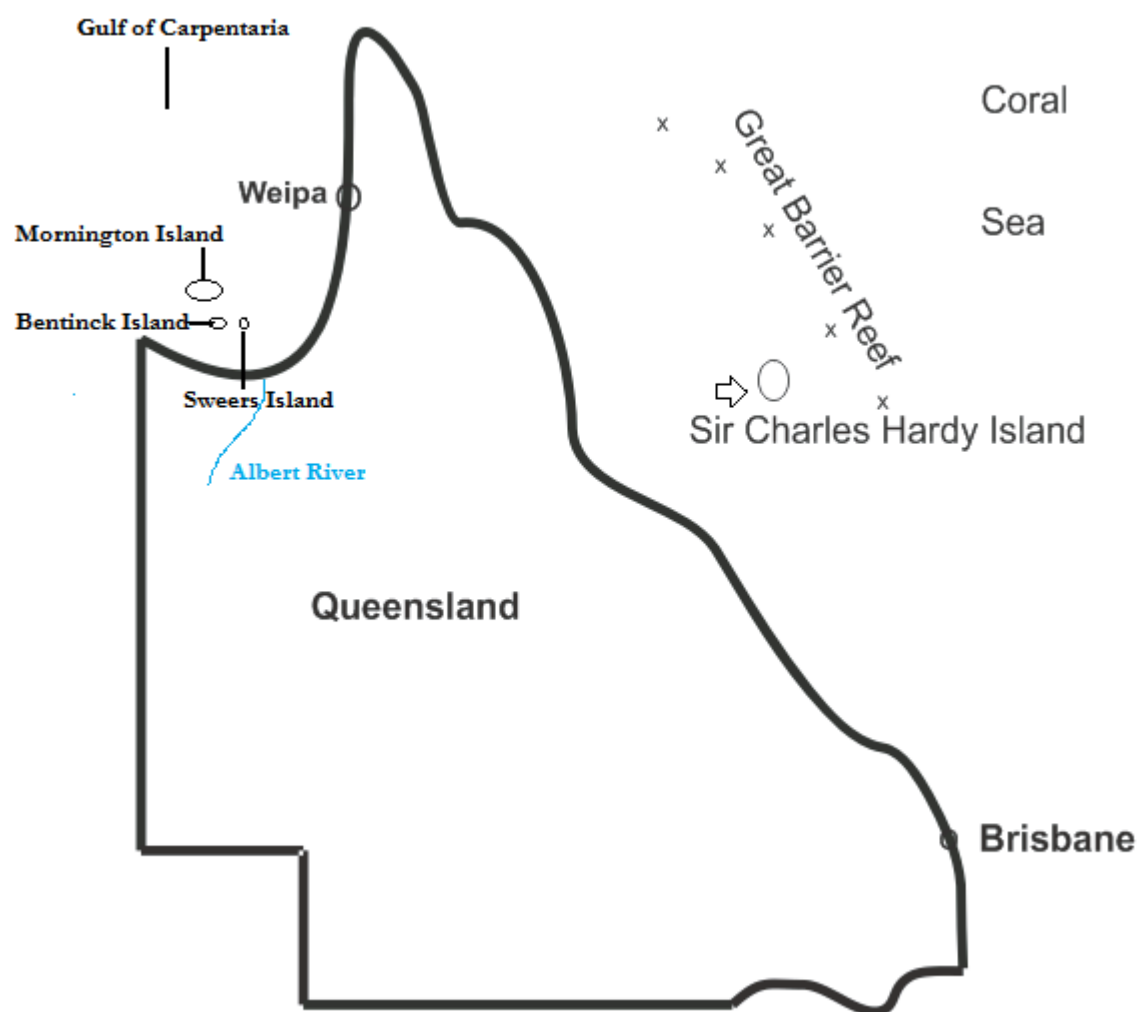 Gulf of Carpentaria
Coral
Great Barrier Reef
x
x
Weipa
Sea
x
Mornington Island
Bentinck Island
x
Sweers Island
x
Sir Charles Hardy Island
Albert River
Queensland
Brisbane